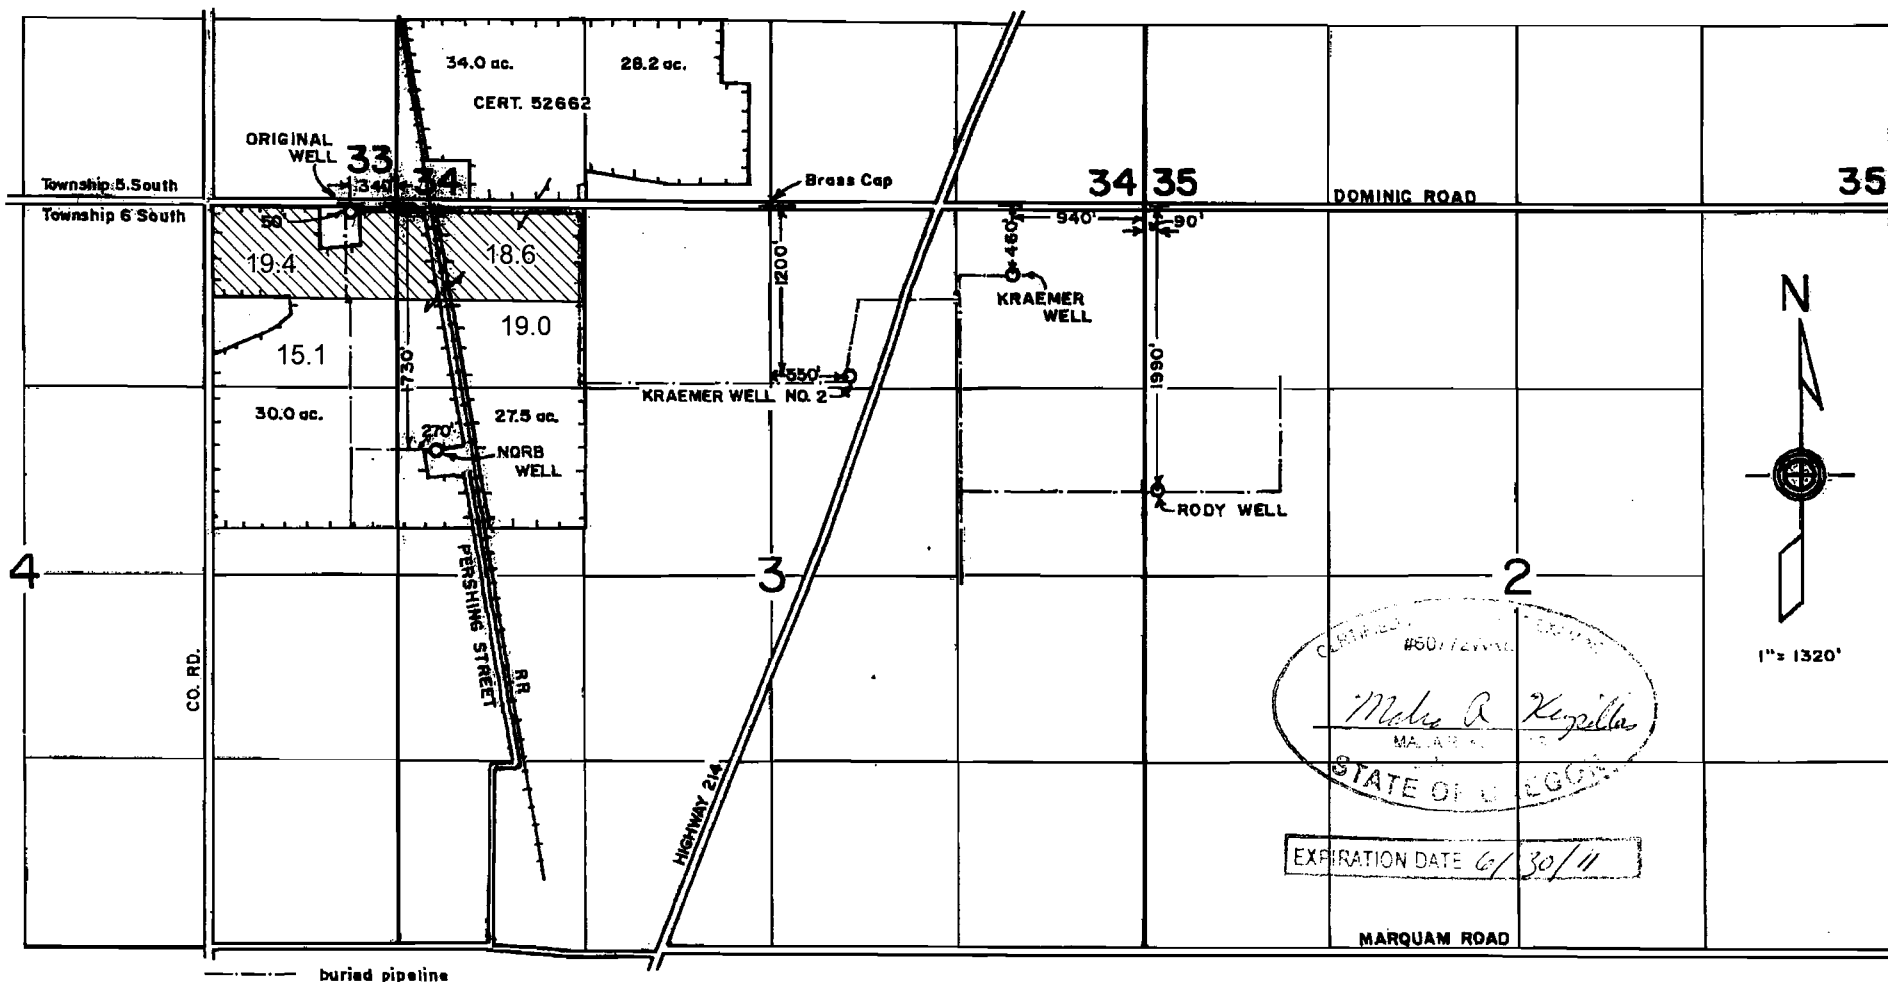 34.0 ac.
28.2 ac.
CERT. 52662
ORIGINAL
WELL
33
34
340'
Township 5 South
Township 6 South
50'
Brass Cap
34
35
DOMINIC ROAD
35
19.4
18.6
1200'
460'
940'
90'
KRAEMER
WELL
N
15.1
19.0
1730'
550'
KRAEMER WELL NO. 2
1990'
30.0 ac.
27.5 ac.
270'
NORB
WELL
RODY WELL
4
3
2
PERSHING STREET
RR
CO. RD.
HIGHWAY 214
1"= 1320'
STATE OF OREGON
EXPIRATION DATE 6/30/11
MARQUAM ROAD
buried pipeline